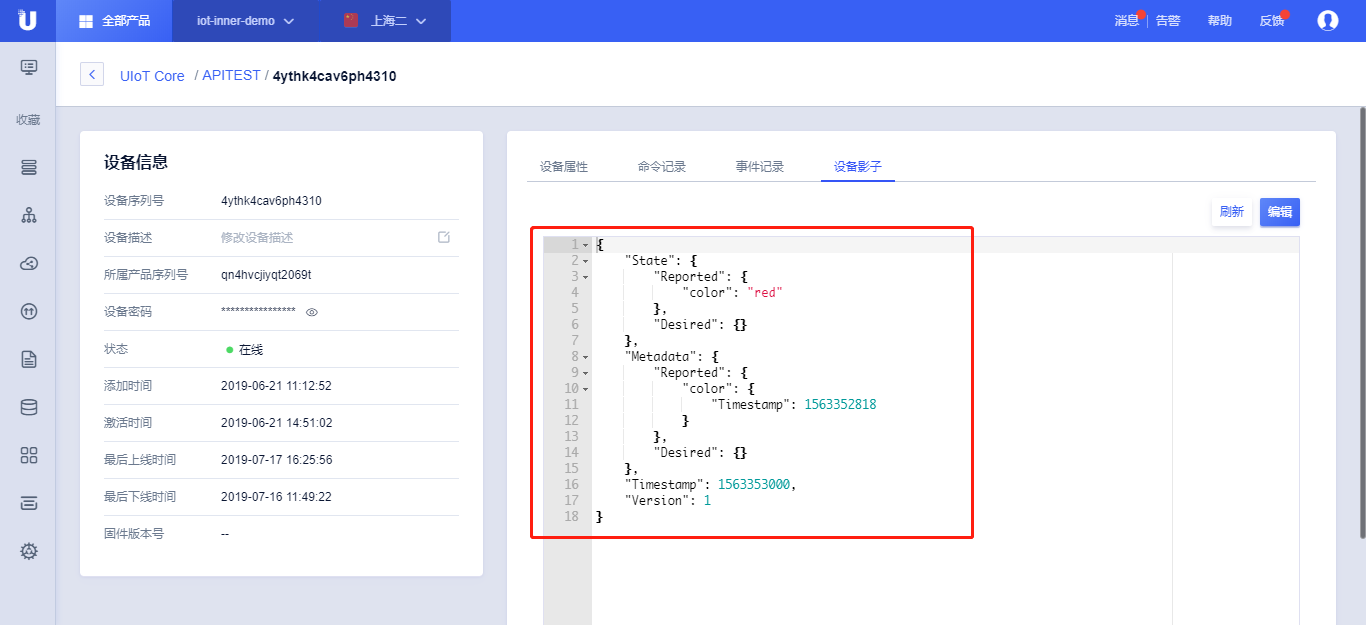 全部产品 iot-inner-demo 上海二 消息 告警 帮助 反馈
UIoT Core / APITEST / 4ythk4cav6ph4310
收藏
设备信息
设备序列号 4ythk4cav6ph4310
设备描述 修改设备描述
所属产品序列号 qn4hvcjiyqt2069t
设备密码 ****************
状态 在线
添加时间 2019-06-21 11:12:52
激活时间 2019-06-21 14:51:02
最后上线时间 2019-07-17 16:25:56
最后下线时间 2019-07-16 11:49:22
固件版本号 --
设备属性 命令记录 事件记录 设备影子
刷新 编辑
1 {
2 "State": {
3 "Reported": {
4 "color": "red"
5 },
6 "Desired": {}
7 },
8 "Metadata": {
9 "Reported": {
10 "color": {
11 "Timestamp": 1563352818
12 }
13 },
14 "Desired": {}
15 },
16 "Timestamp": 1563353000,
17 "Version": 1
18 }